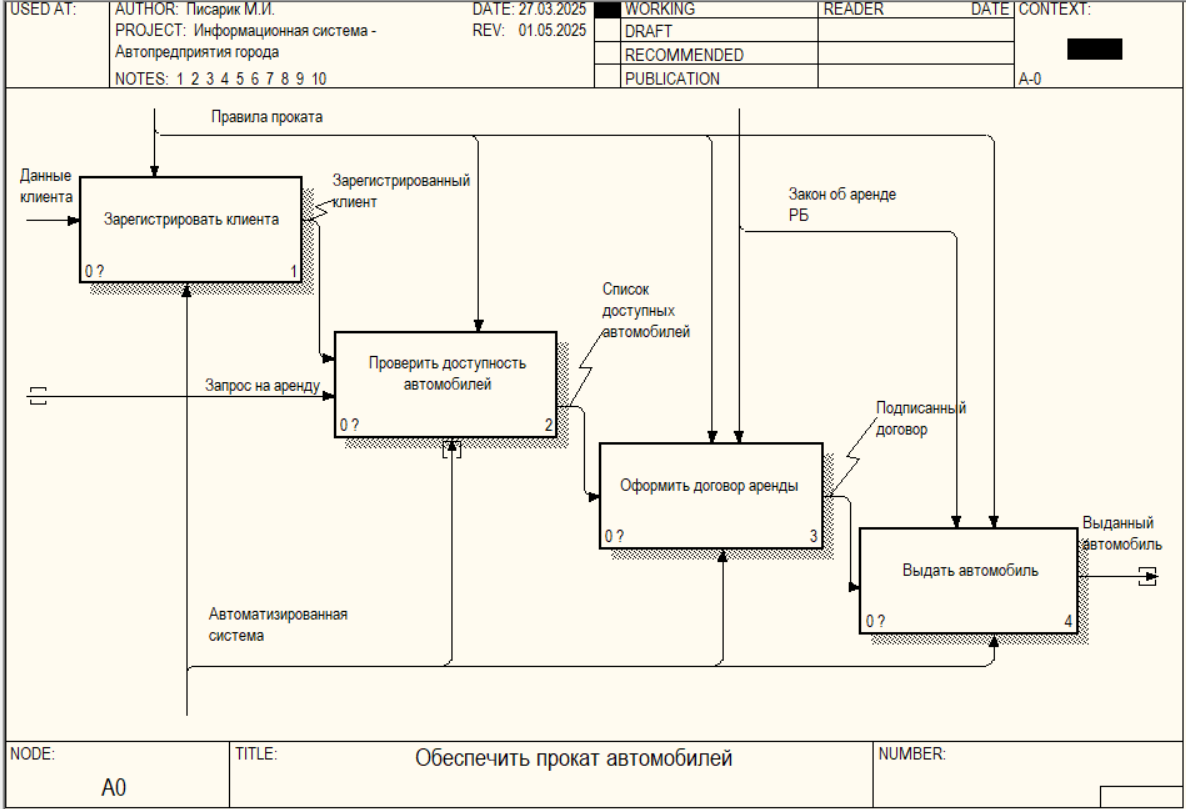 USED AT:
AUTHOR: Писарик М.И.
DATE: 27.03.2025
WORKING
READER
DATE
CONTEXT:
PROJECT: Информационная система -
REV: 01.05.2025
DRAFT
Автопредприятия города
RECOMMENDED
NOTES: 1 2 3 4 5 6 7 8 9 10
PUBLICATION
A-0
Правила проката
Данные
клиента
Зарегистрированный
клиент
Закон об аренде
РБ
Зарегистрировать клиента
0 ?
1
Список
доступных
автомобилей
Проверить доступность
автомобилей
Запрос на аренду
0 ?
2
Подписанный
договор
Оформить договор аренды
0 ?
3
Выданный
автомобиль
Выдать автомобиль
0 ?
4
Автоматизированная
система
NODE:
TITLE:
Обеспечить прокат автомобилей
NUMBER:
A0